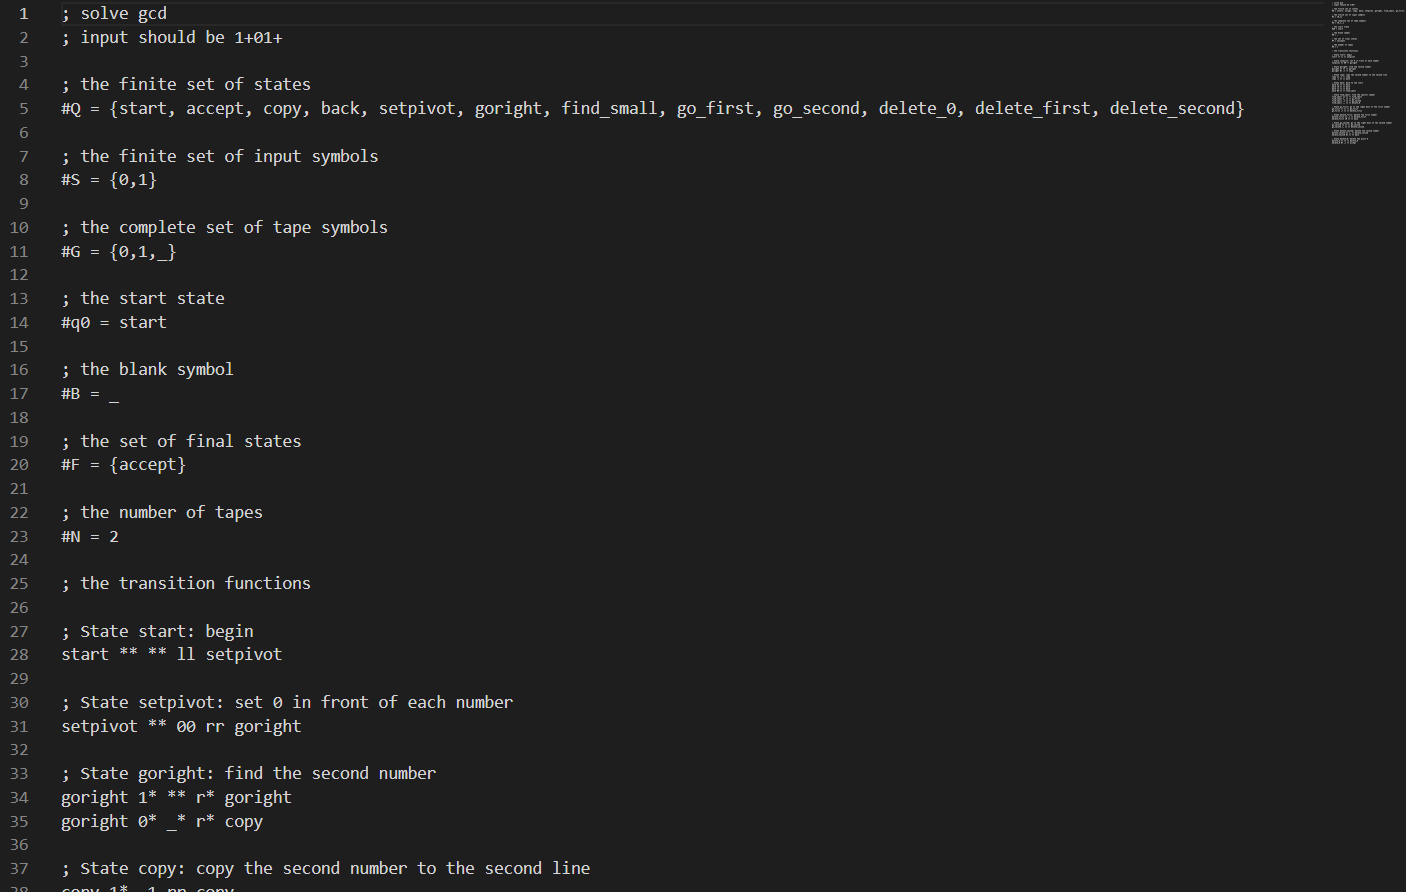 1 ; solve gcd
2 ; input should be 1+01+
3
4 ; the finite set of states
5 #Q = {start, accept, copy, back, setpivot, goright, find_small, go_first, go_second, delete_0, delete_first, delete_second}
6
7 ; the finite set of input symbols
8 #S = {0,1}
9
10 ; the complete set of tape symbols
11 #G = {0,1,_}
12
13 ; the start state
14 #q0 = start
15
16 ; the blank symbol
17 #B = _
18
19 ; the set of final states
20 #F = {accept}
21
22 ; the number of tapes
23 #N = 2
24
25 ; the transition functions
26
27 ; State start: begin
28 start ** ** ll setpivot
29
30 ; State setpivot: set 0 in front of each number
31 setpivot ** 00 rr goright
32
33 ; State goright: find the second number
34 goright 1* ** r* goright
35 goright 0* _* r* copy
36
37 ; State copy: copy the second number to the second line
38 copy 1* _1 rr copy